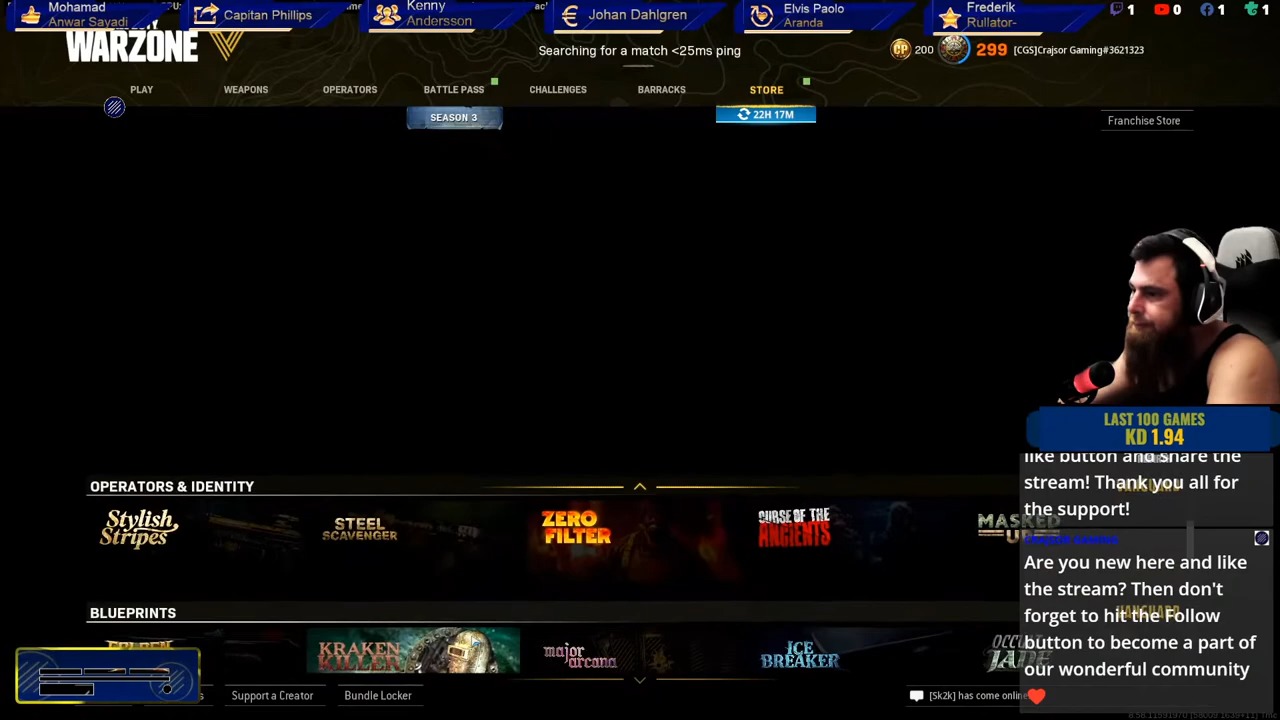 Mohamad
Anwar Sayadi
Capitan Phillips
Kenny
Andersson
Johan Dahlgren
Elvis Paolo
Aranda
Frederik
Rullator-
1
0
1
1
WARZONE
Searching for a match <25ms ping
CP 200
299
[CGS]Crajsor Gaming#3621323
PLAY
WEAPONS
OPERATORS
BATTLE PASS
CHALLENGES
BARRACKS
STORE
SEASON 3
22H 17M
Franchise Store
LAST 100 GAMES
KD 1.94
like button and share the
stream! Thank you all for
the support!
Crajsor Gaming
Are you new here and like
the stream? Then don't
forget to hit the Follow
button to become a part of
our wonderful community
OPERATORS & IDENTITY
Stylish
Stripes
STEEL
SCAVENGER
ZERO
FILTER
CURSE OF THE
ANCIENTS
MASKED
BLUEPRINTS
KRAKEN
KILLER
major
arcana
ICE
BREAKER
OCCULT
JADE
Support a Creator
Bundle Locker
[Sk2k] has come online